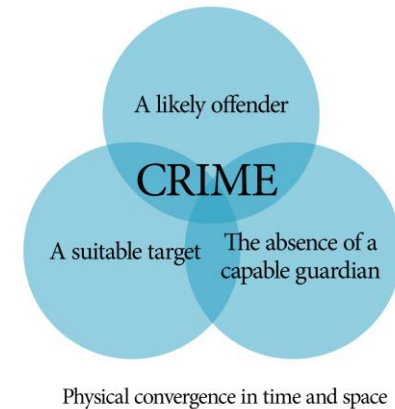 A likely offender
CRIME
A suitable target
The absence of a
capable guardian
Physical convergence in time and space